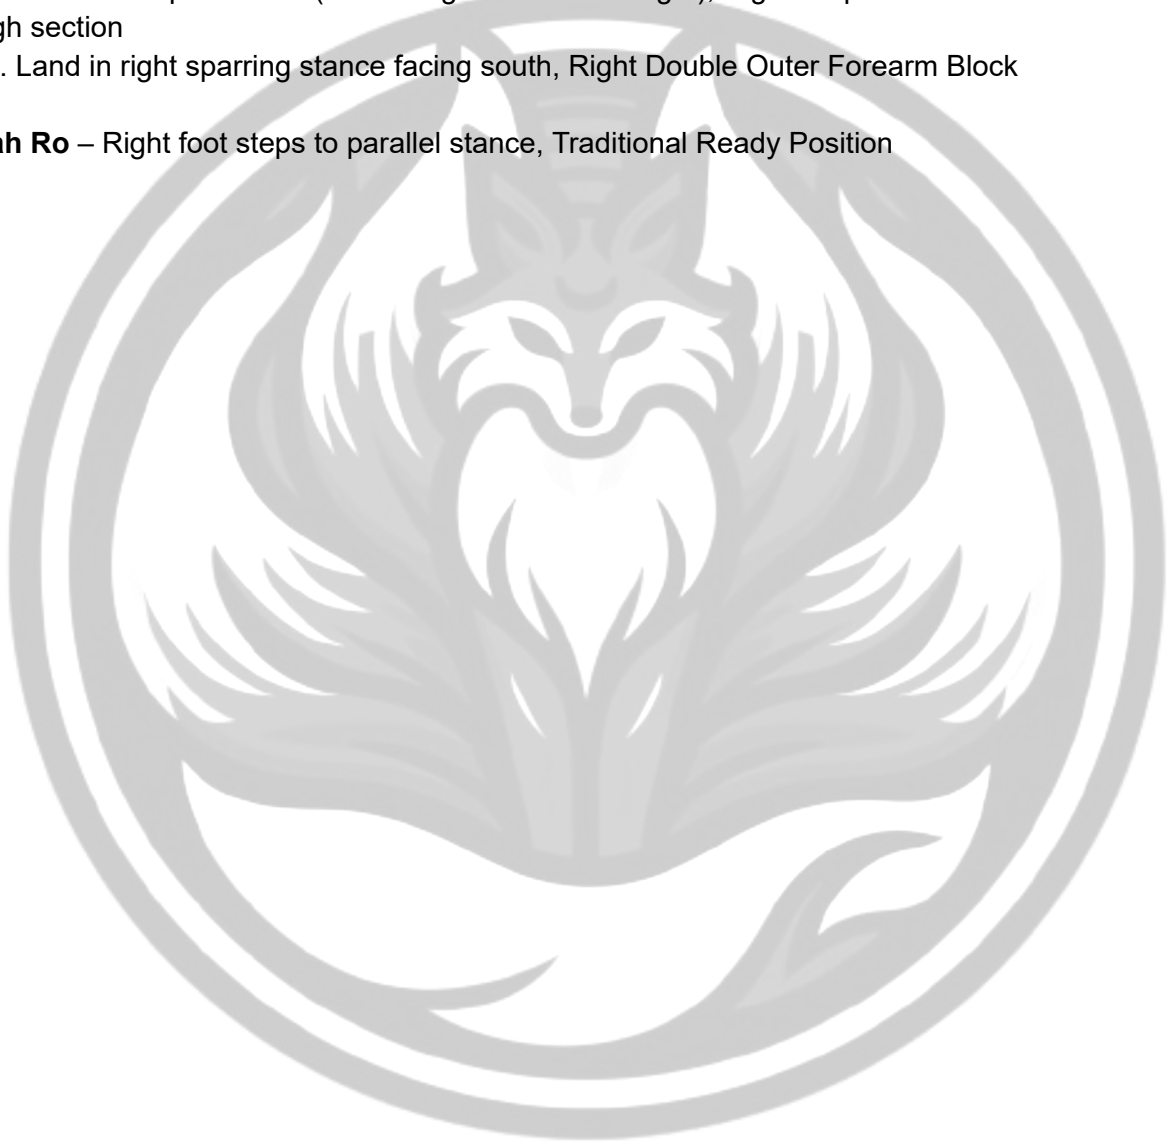 gh section
. Land in right sparring stance facing south, Right Double Outer Forearm Block
ah Ro – Right foot steps to parallel stance, Traditional Ready Position